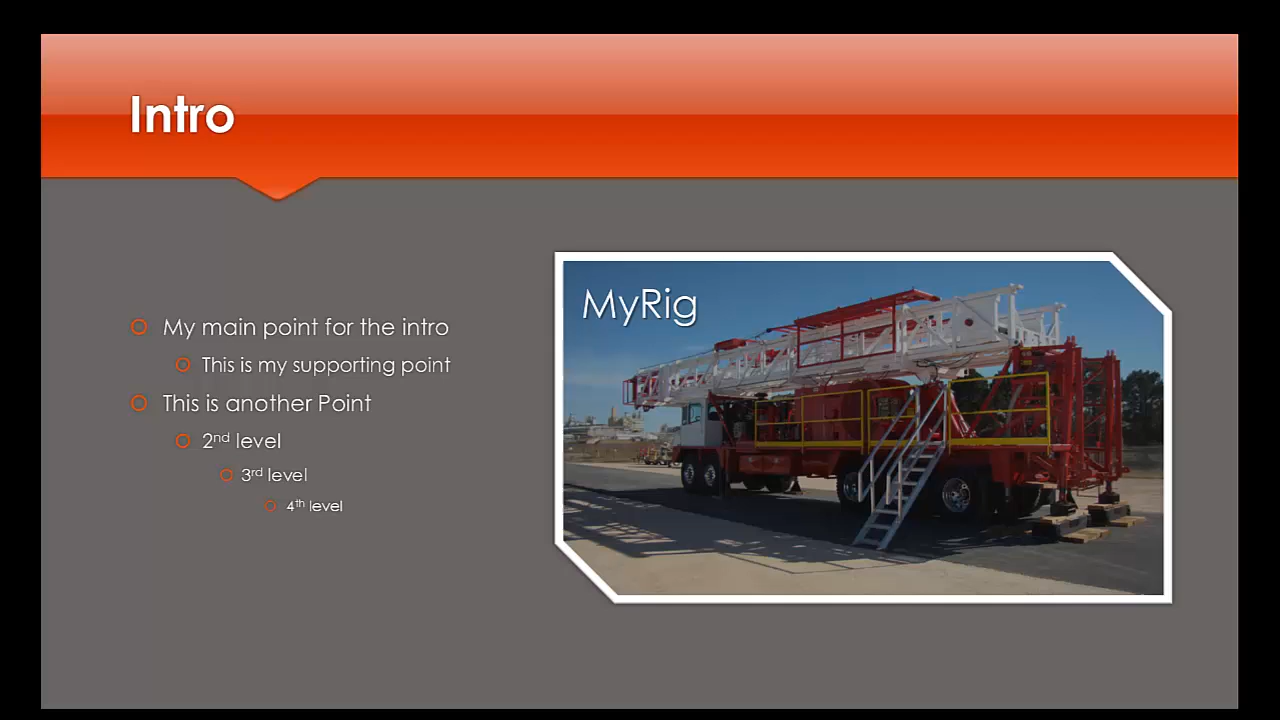 Intro
My main point for the intro
This is my supporting point
This is another Point
2nd level
3rd level
4th level
MyRig